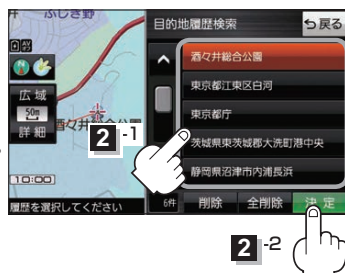 ふじき野
目的地履歴検索
戻る
酒々井総合公園
広域
東京都江東区白河
50m
東京都庁
詳細
酒々井
2-1
茨城県東茨城郡大洗町港中央
10:00
静岡県沼津市内浦長浜
履歴を選択してください
6件
削除
全削除
決定
2-2